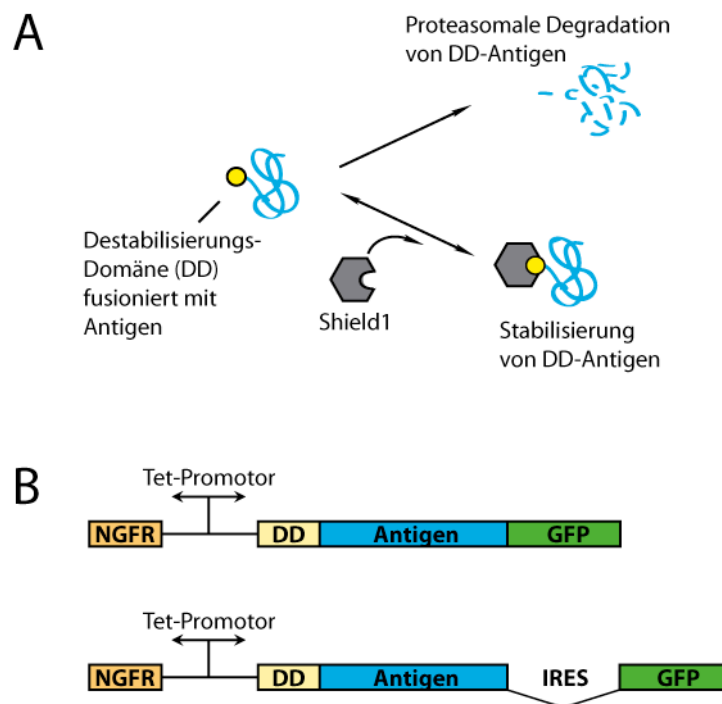 A
Proteasomale Degradation
von DD-Antigen
Destabilisierungs-
Domäne (DD)
fusioniert mit
Antigen
Shield1
Stabilisierung
von DD-Antigen
B
Tet-Promotor
NGFR DD Antigen GFP
Tet-Promotor
NGFR DD Antigen IRES GFP